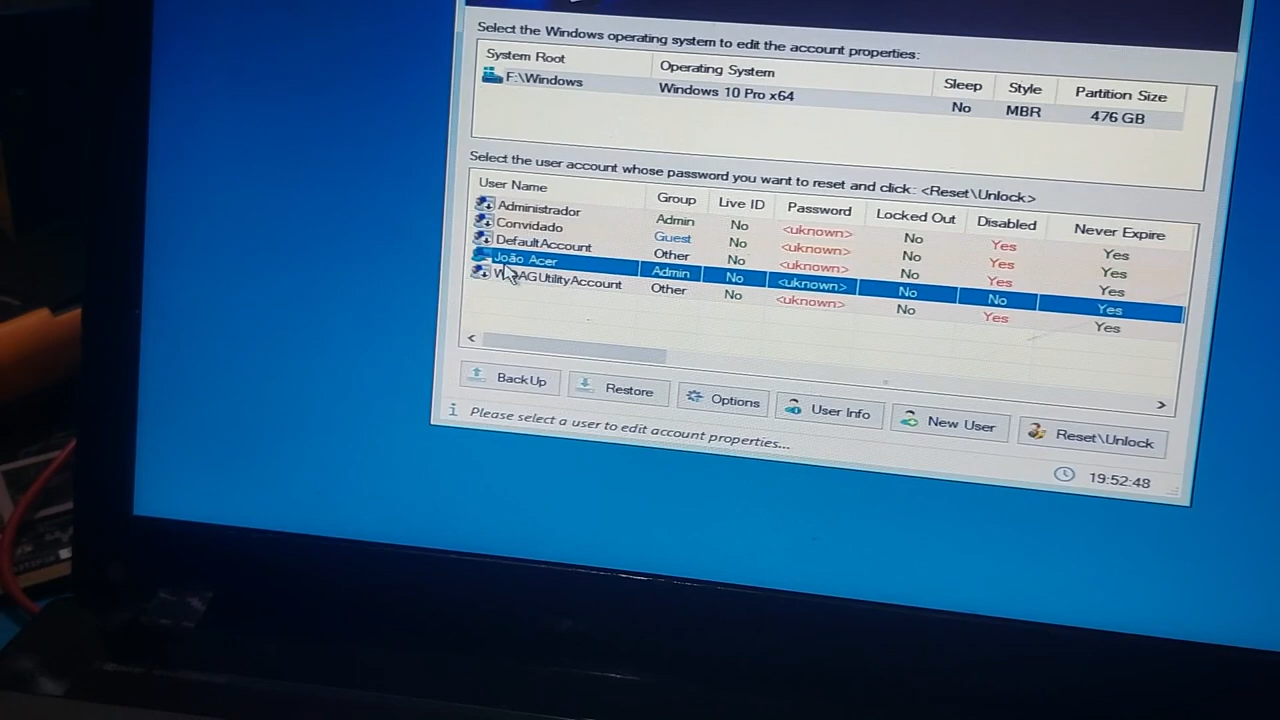 Select the Windows operating system to edit the account properties:
System Root Operating System Sleep Style Partition Size
F:\Windows Windows 10 Pro x64 No MBR 476 GB
Select the user account whose password you want to reset and click: <Reset\Unlock>
User Name Group Live ID Password Locked Out Disabled Never Expire
Administrador Admin No <uknown> No Yes Yes
Convidado Guest No <uknown> No Yes Yes
DefaultAccount Other No <uknown> No Yes Yes
João Acer Admin No <uknown> No No Yes
AGUtilityAccount Other No <uknown> No Yes Yes
BackUp Restore Options User Info New User Reset\Unlock
Please select a user to edit account properties...
19:52:48